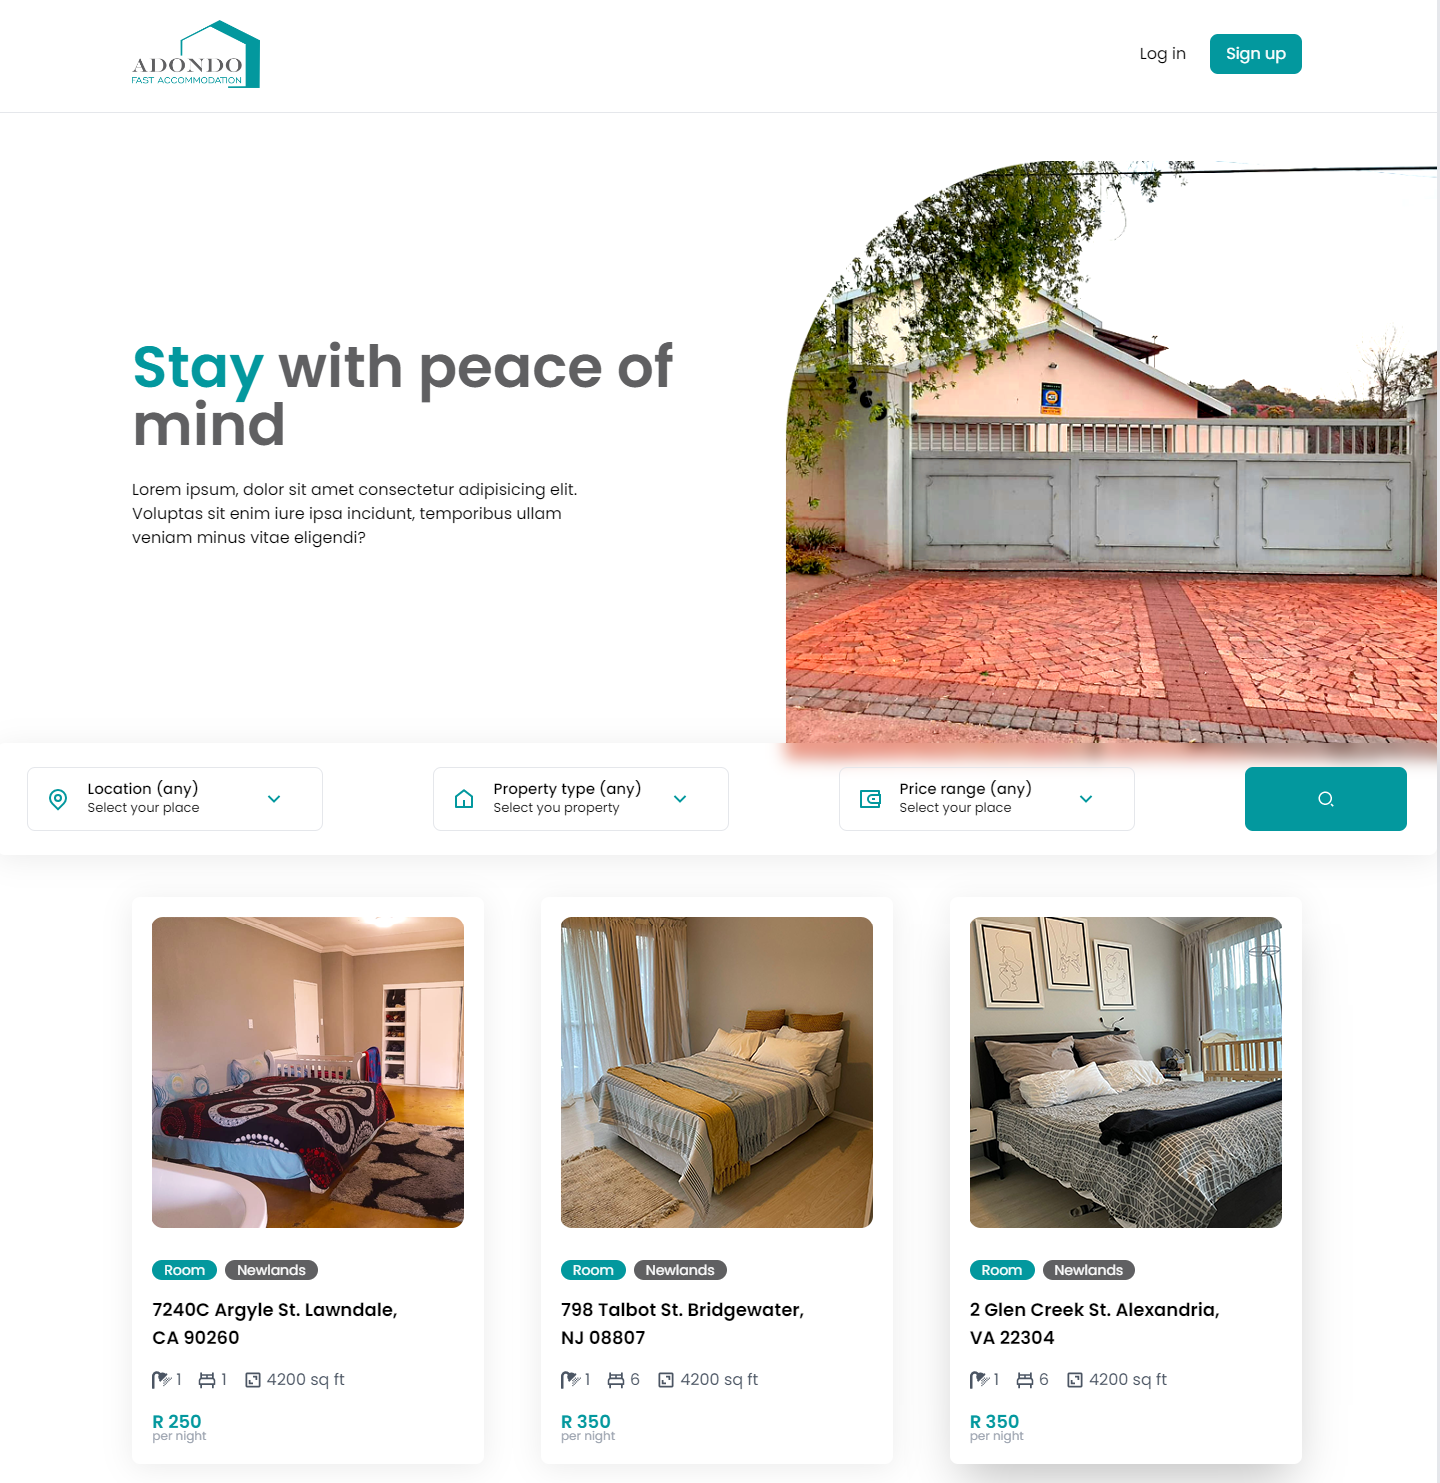 ADONDO
FAST ACCOMMODATION
Log in
Sign up
Stay with peace of
mind
Lorem ipsum, dolor sit amet consectetur adipisicing elit.
Voluptas sit enim iure ipsa incidunt, temporibus ullam
veniam minus vitae eligendi?
Location (any)
Select your place
Property type (any)
Select you property
Price range (any)
Select your place
Room
Newlands
7240C Argyle St. Lawndale,
CA 90260
1
1
4200 sq ft
R 250
per night
Room
Newlands
798 Talbot St. Bridgewater,
NJ 08807
1
6
4200 sq ft
R 350
per night
Room
Newlands
2 Glen Creek St. Alexandria,
VA 22304
1
6
4200 sq ft
R 350
per night